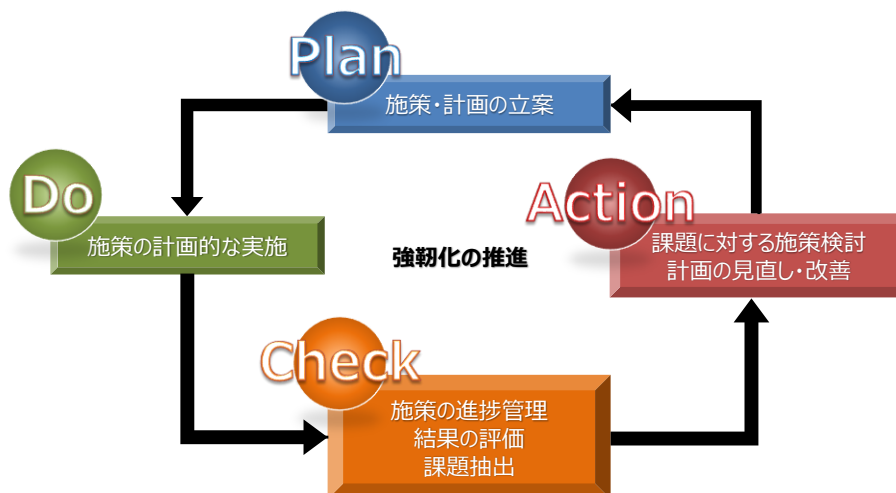 Plan
施策・計画の立案
Do
施策の計画的な実施
強靭化の推進
Action
課題に対する施策検討
計画の見直し・改善
Check
施策の進捗管理
結果の評価
課題抽出